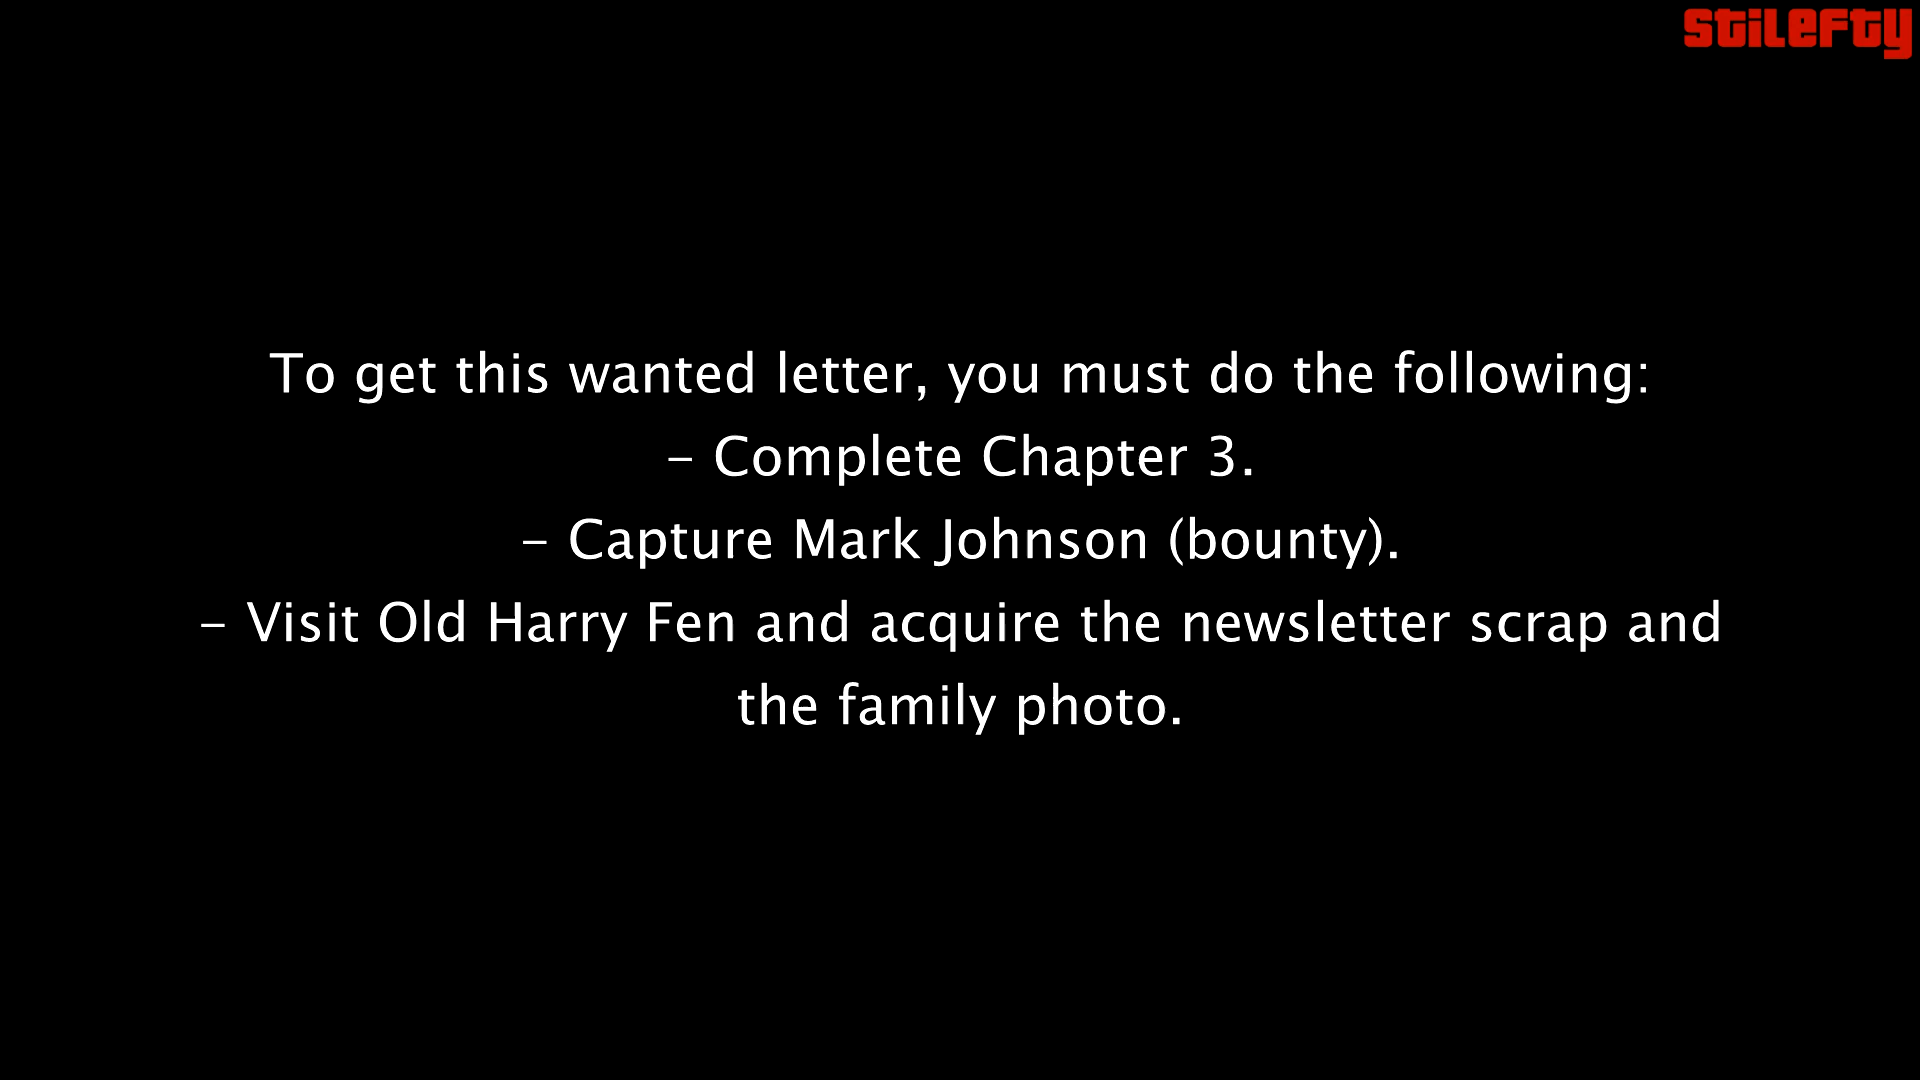 STILEFTY
To get this wanted letter, you must do the following:
- Complete Chapter 3.
- Capture Mark Johnson (bounty).
- Visit Old Harry Fen and acquire the newsletter scrap and
the family photo.